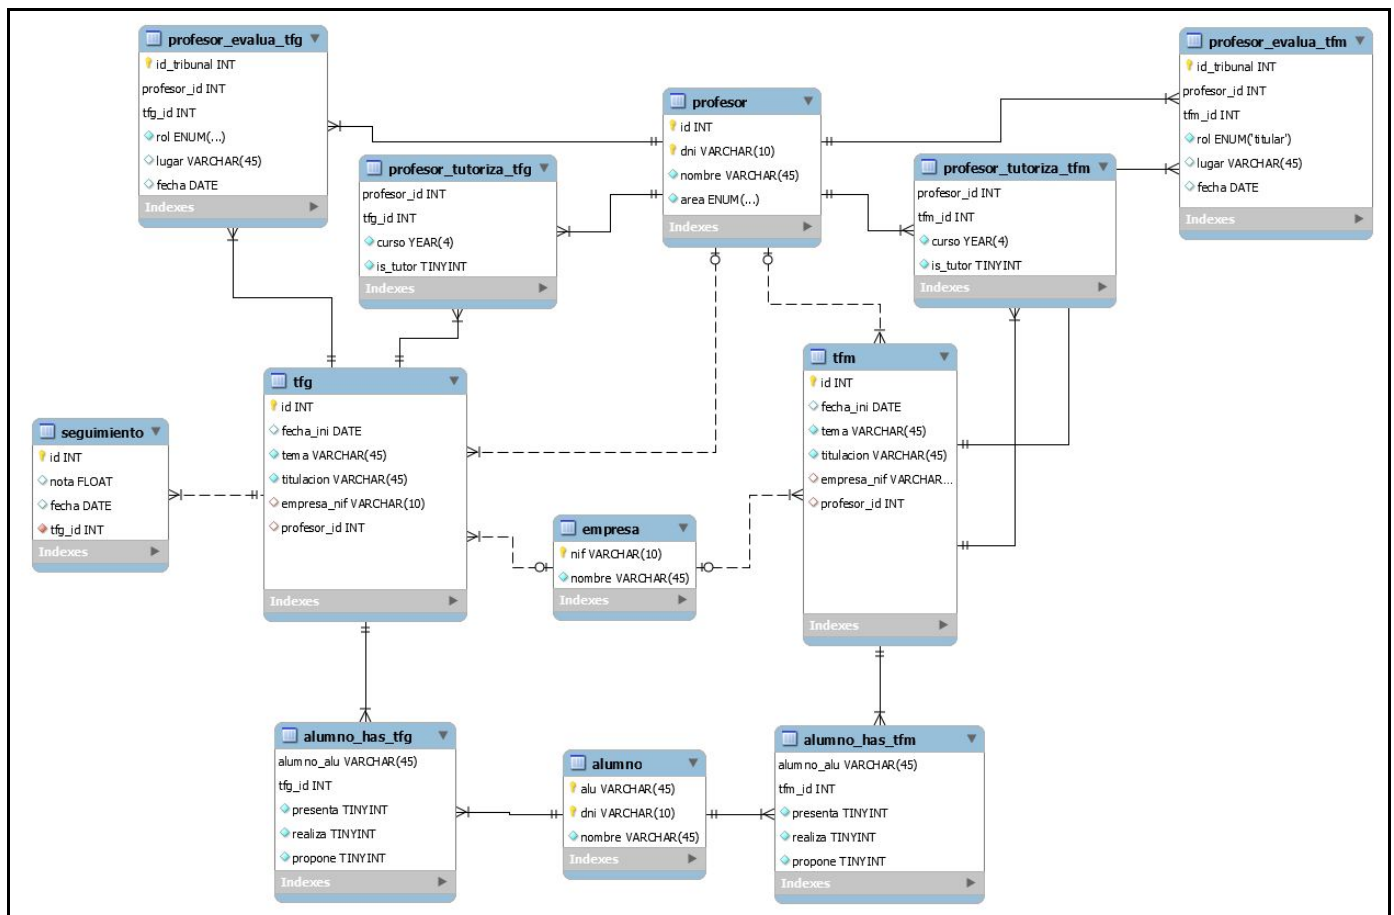 profesor_evalua_tfg
id_tribunal INT
profesor_id INT
tfg_id INT
rol ENUM(...)
lugar VARCHAR(45)
fecha DATE
Indexes
profesor_tutoriza_tfg
profesor_id INT
tfg_id INT
curso YEAR(4)
is_tutor TINYINT
Indexes
profesor
id INT
dni VARCHAR(10)
nombre VARCHAR(45)
area ENUM(...)
Indexes
profesor_tutoriza_tfm
profesor_id INT
tfm_id INT
curso YEAR(4)
is_tutor TINYINT
Indexes
profesor_evalua_tfm
id_tribunal INT
profesor_id INT
tfm_id INT
rol ENUM('titular')
lugar VARCHAR(45)
fecha DATE
Indexes
seguimiento
id INT
nota FLOAT
fecha DATE
tfg_id INT
Indexes
tfg
id INT
fecha_ini DATE
tema VARCHAR(45)
titulacion VARCHAR(45)
empresa_nif VARCHAR(10)
profesor_id INT
Indexes
empresa
nif VARCHAR(10)
nombre VARCHAR(45)
Indexes
tfm
id INT
fecha_ini DATE
tema VARCHAR(45)
titulacion VARCHAR(45)
empresa_nif VARCHAR...
profesor_id INT
Indexes
alumno_has_tfg
alumno_alu VARCHAR(45)
tfg_id INT
presenta TINYINT
realiza TINYINT
propone TINYINT
Indexes
alumno
alu VARCHAR(45)
dni VARCHAR(10)
nombre VARCHAR(45)
Indexes
alumno_has_tfm
alumno_alu VARCHAR(45)
tfm_id INT
presenta TINYINT
realiza TINYINT
propone TINYINT
Indexes